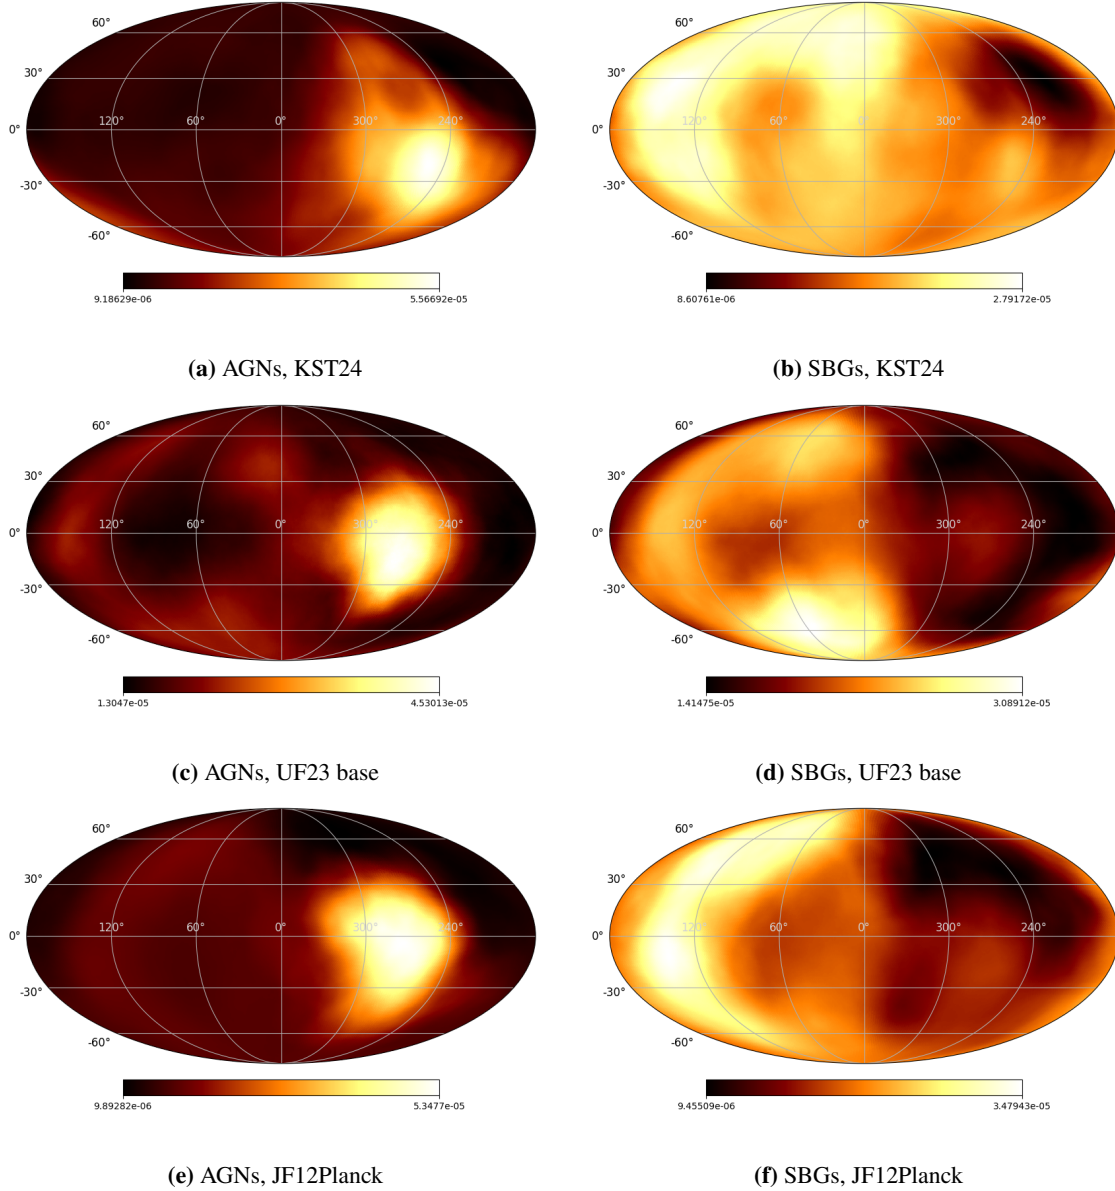 60° 60°
30° 30°
120° 60° 0° 300° 240° 120° 60° 0° 300° 240°
0° 0°
-30° -30°
-60° -60°
9.18629e-06 5.56692e-05 8.60761e-06 2.79172e-05
(a) AGNs, KST24 (b) SBGs, KST24
60° 60°
30° 30°
120° 60° 0° 300° 240° 120° 60° 0° 300° 240°
0° 0°
-30° -30°
-60° -60°
1.3047e-05 4.53013e-05 1.41475e-05 3.08912e-05
(c) AGNs, UF23 base (d) SBGs, UF23 base
60° 60°
30° 30°
120° 60° 0° 300° 240° 120° 60° 0° 300° 240°
0° 0°
-30° -30°
-60° -60°
9.89282e-06 5.3477e-05 9.45509e-06 3.47943e-05
(e) AGNs, JF12Planck (f) SBGs, JF12Planck